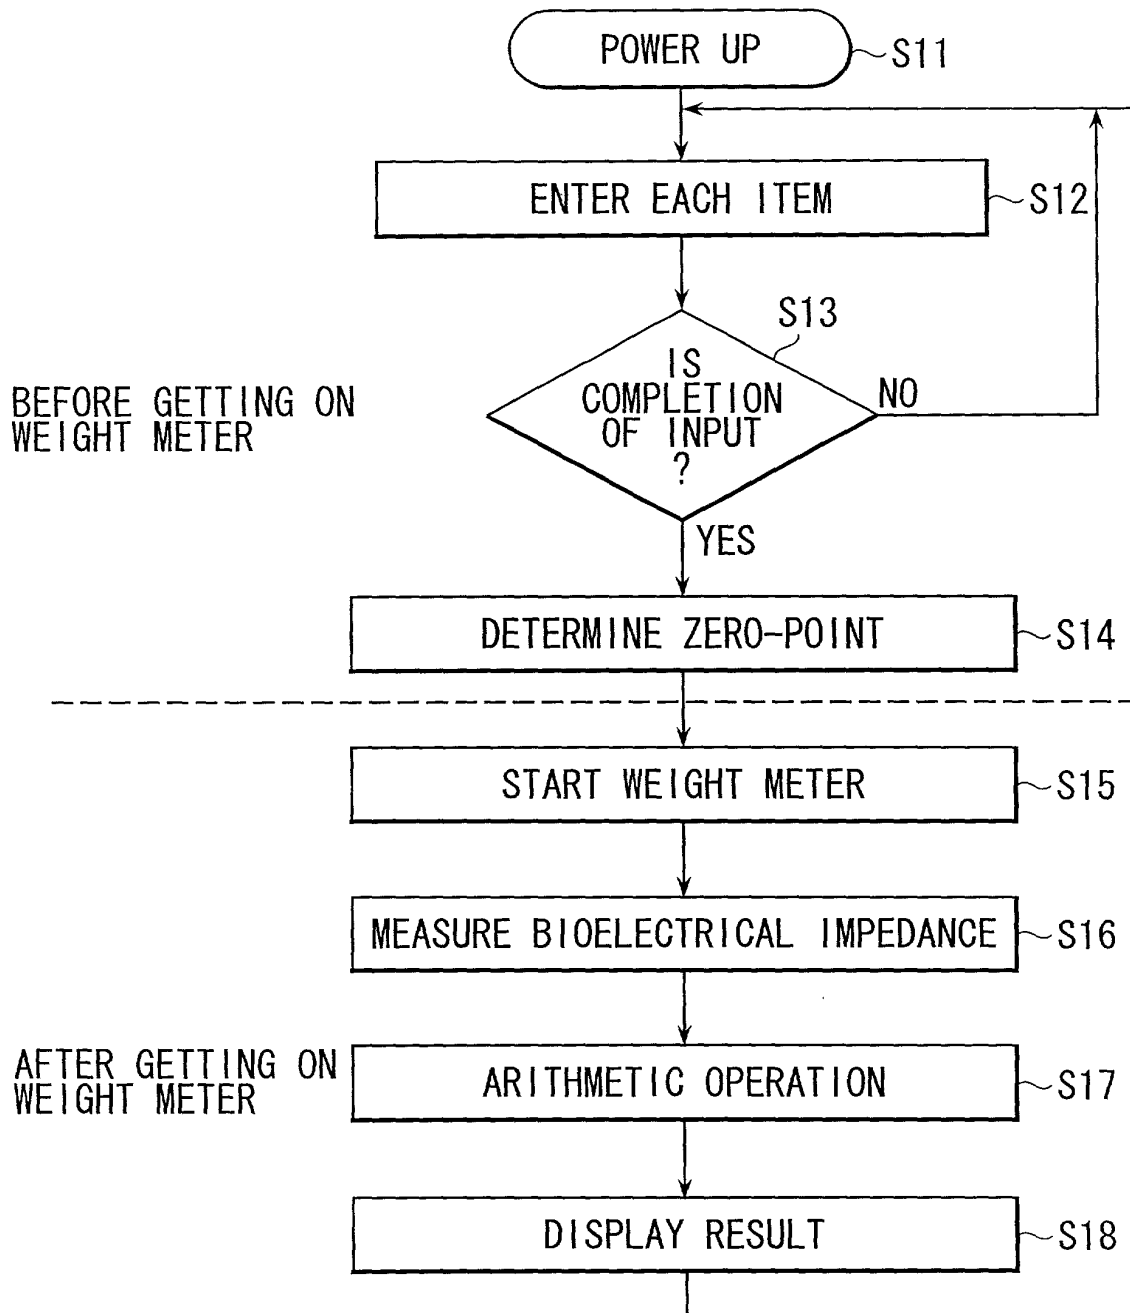 POWER UP
S11
ENTER EACH ITEM
S12
S13
IS
COMPLETION
OF INPUT
?
NO
BEFORE GETTING ON
WEIGHT METER
YES
DETERMINE ZERO-POINT
S14
START WEIGHT METER
S15
MEASURE BIOELECTRICAL IMPEDANCE
S16
AFTER GETTING ON
WEIGHT METER
ARITHMETIC OPERATION
S17
DISPLAY RESULT
S18